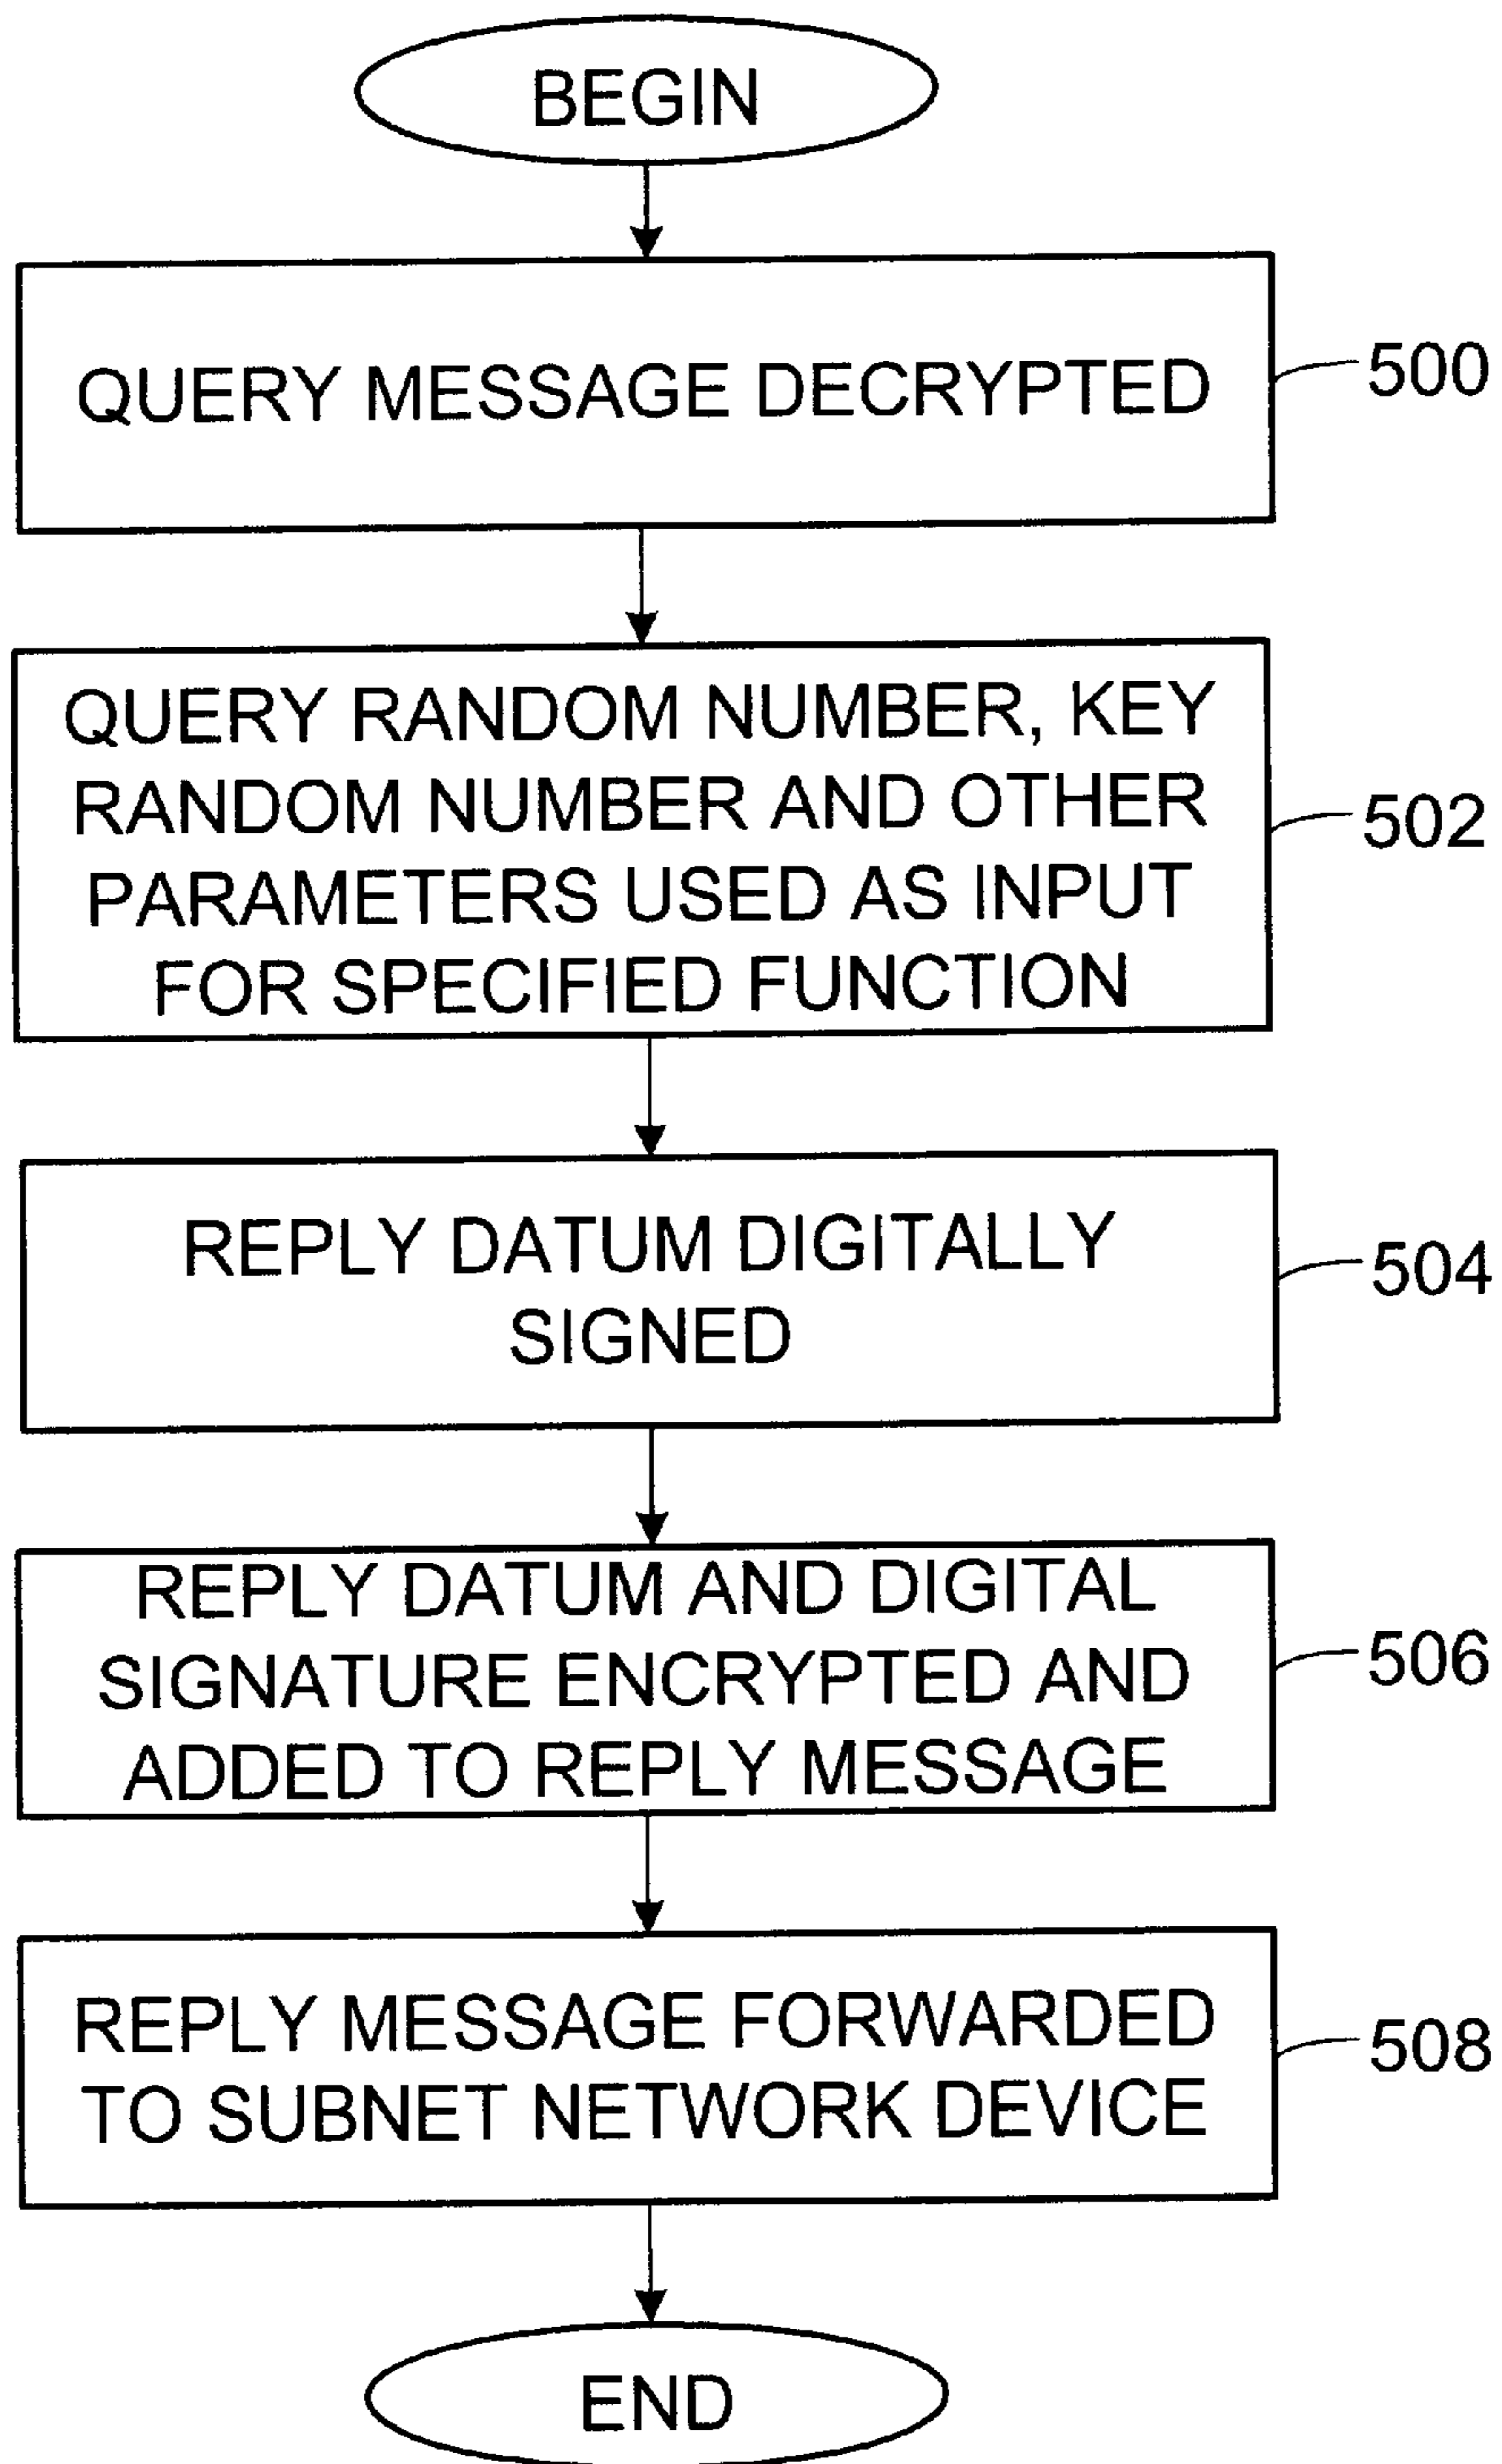 BEGIN
QUERY MESSAGE DECRYPTED
500
QUERY RANDOM NUMBER, KEY
RANDOM NUMBER AND OTHER
PARAMETERS USED AS INPUT
FOR SPECIFIED FUNCTION
502
REPLY DATUM DIGITALLY
SIGNED
504
REPLY DATUM AND DIGITAL
SIGNATURE ENCRYPTED AND
ADDED TO REPLY MESSAGE
506
REPLY MESSAGE FORWARDED
TO SUBNET NETWORK DEVICE
508
END